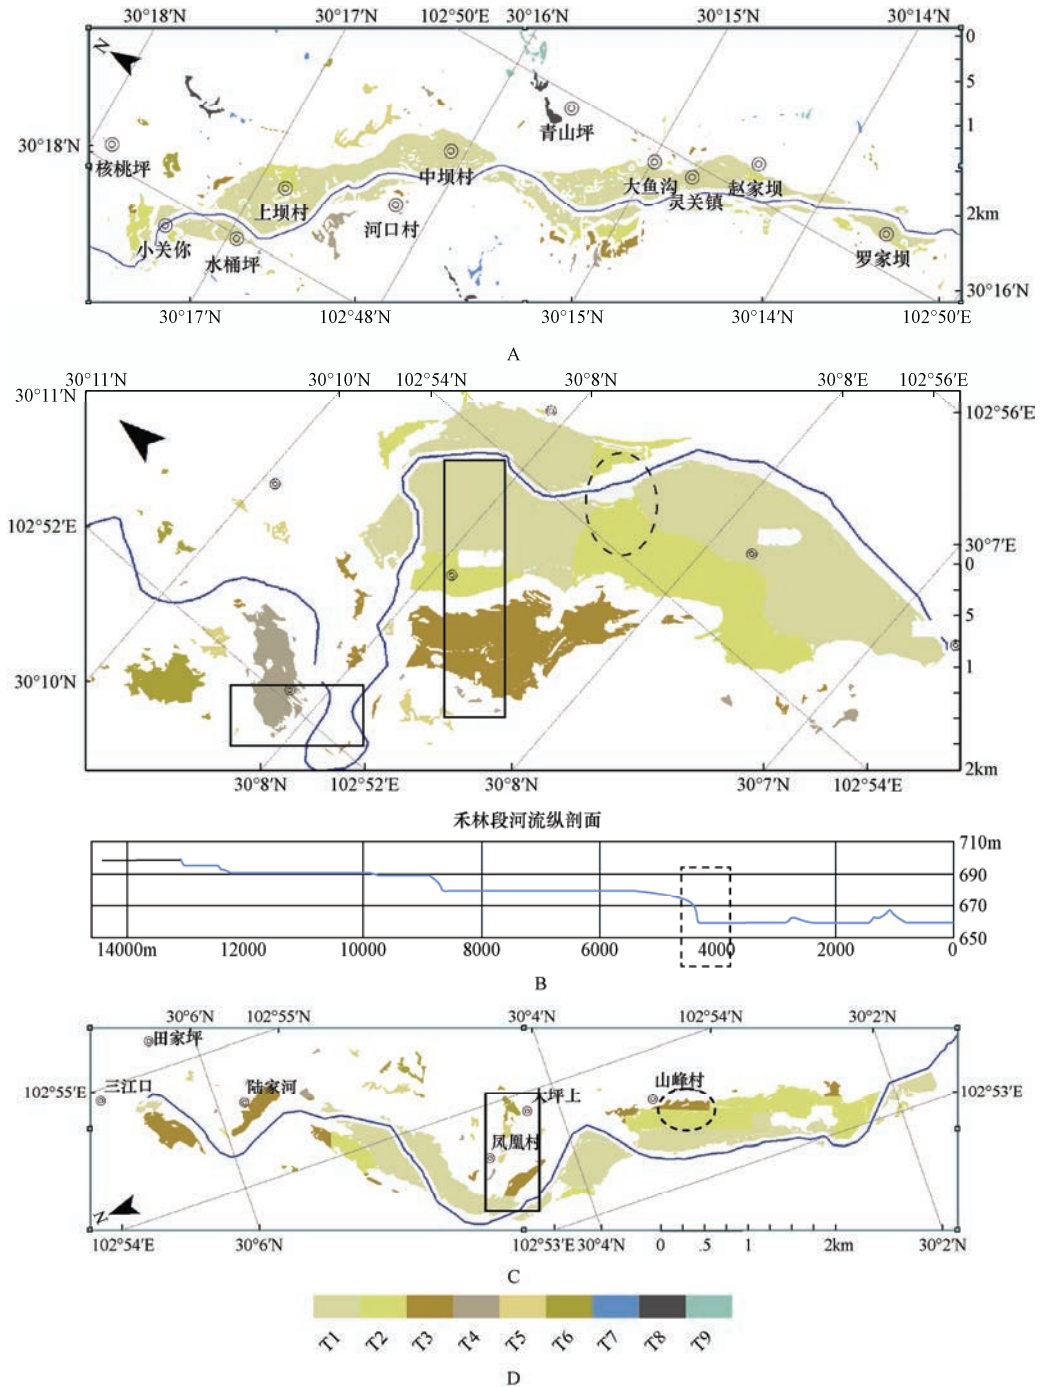 30°18′N 30°17′N 102°50′E 30°16′N 30°15′N 30°14′N
N
0
5
1
2km
30°18′N
核桃坪
青山坪
中坝村
大鱼沟
赵家坝
灵关镇
上坝村
河口村
小关你
水桶坪
罗家坝
30°16′N
30°17′N 102°48′N 30°15′N 30°14′N 102°50′E
A
30°11′N 30°10′N 102°54′N 30°8′N 30°8′E 102°56′E
30°11′N
102°56′E
102°52′E
30°7′E
0
5
1
30°10′N
2km
30°8′N 102°52′E 30°8′N 30°7′N 102°54′E
禾林段河流纵剖面
710m
690
670
650
14000m 12000 10000 8000 6000 4000 2000 0
B
30°6′N 102°55′N 30°4′N 102°54′N 30°2′N
田家坪
三江口
102°55′E
陆家河
大坪上
山峰村
102°53′E
凤凰村
N
102°54′E 30°6′N 102°53′E 30°4′N 0 .5 1 2km 30°2′N
C
T1 T2 T3 T4 T5 T6 T7 T8 T9
D